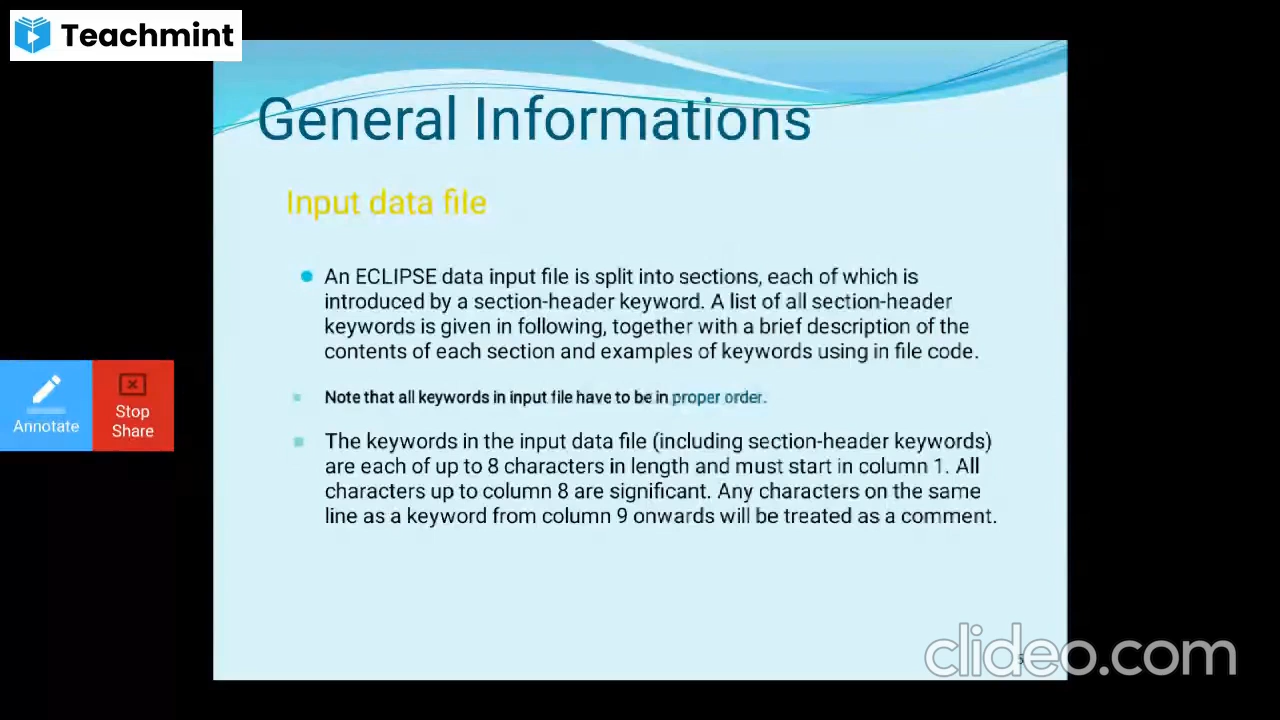 Teachmint
General Informations
Input data file
An ECLIPSE data input file is split into sections, each of which is
introduced by a section-header keyword. A list of all section-header
keywords is given in following, together with a brief description of the
contents of each section and examples of keywords using in file code.
Note that all keywords in input file have to be in proper order.
The keywords in the input data file (including section-header keywords)
are each of up to 8 characters in length and must start in column 1. All
characters up to column 8 are significant. Any characters on the same
line as a keyword from column 9 onwards will be treated as a comment.
Annotate
Stop
Share
clideo.com